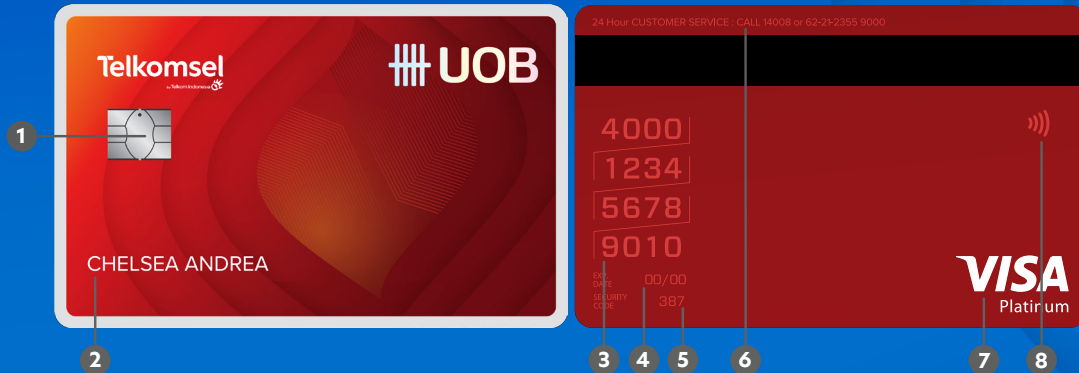 Telkomsel
by Telkom Indonesia
UOB
CHELSEA ANDREA
1
2
24 Hour CUSTOMER SERVICE : CALL 14008 or 62-21-2355 9000
4000
1234
5678
9010
EXP. DATE 00/00
SECURITY CODE 387
VISA
Platinum
3 4 5 6 7 8